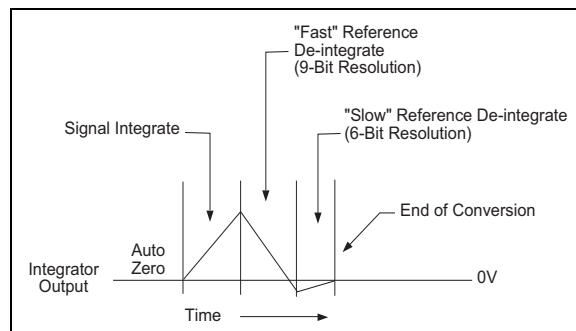 "Fast" Reference
De-integrate
(9-Bit Resolution)
"Slow" Reference De-integrate
(6-Bit Resolution)
Signal Integrate
End of Conversion
Auto
Zero
Integrator
Output
0V
Time